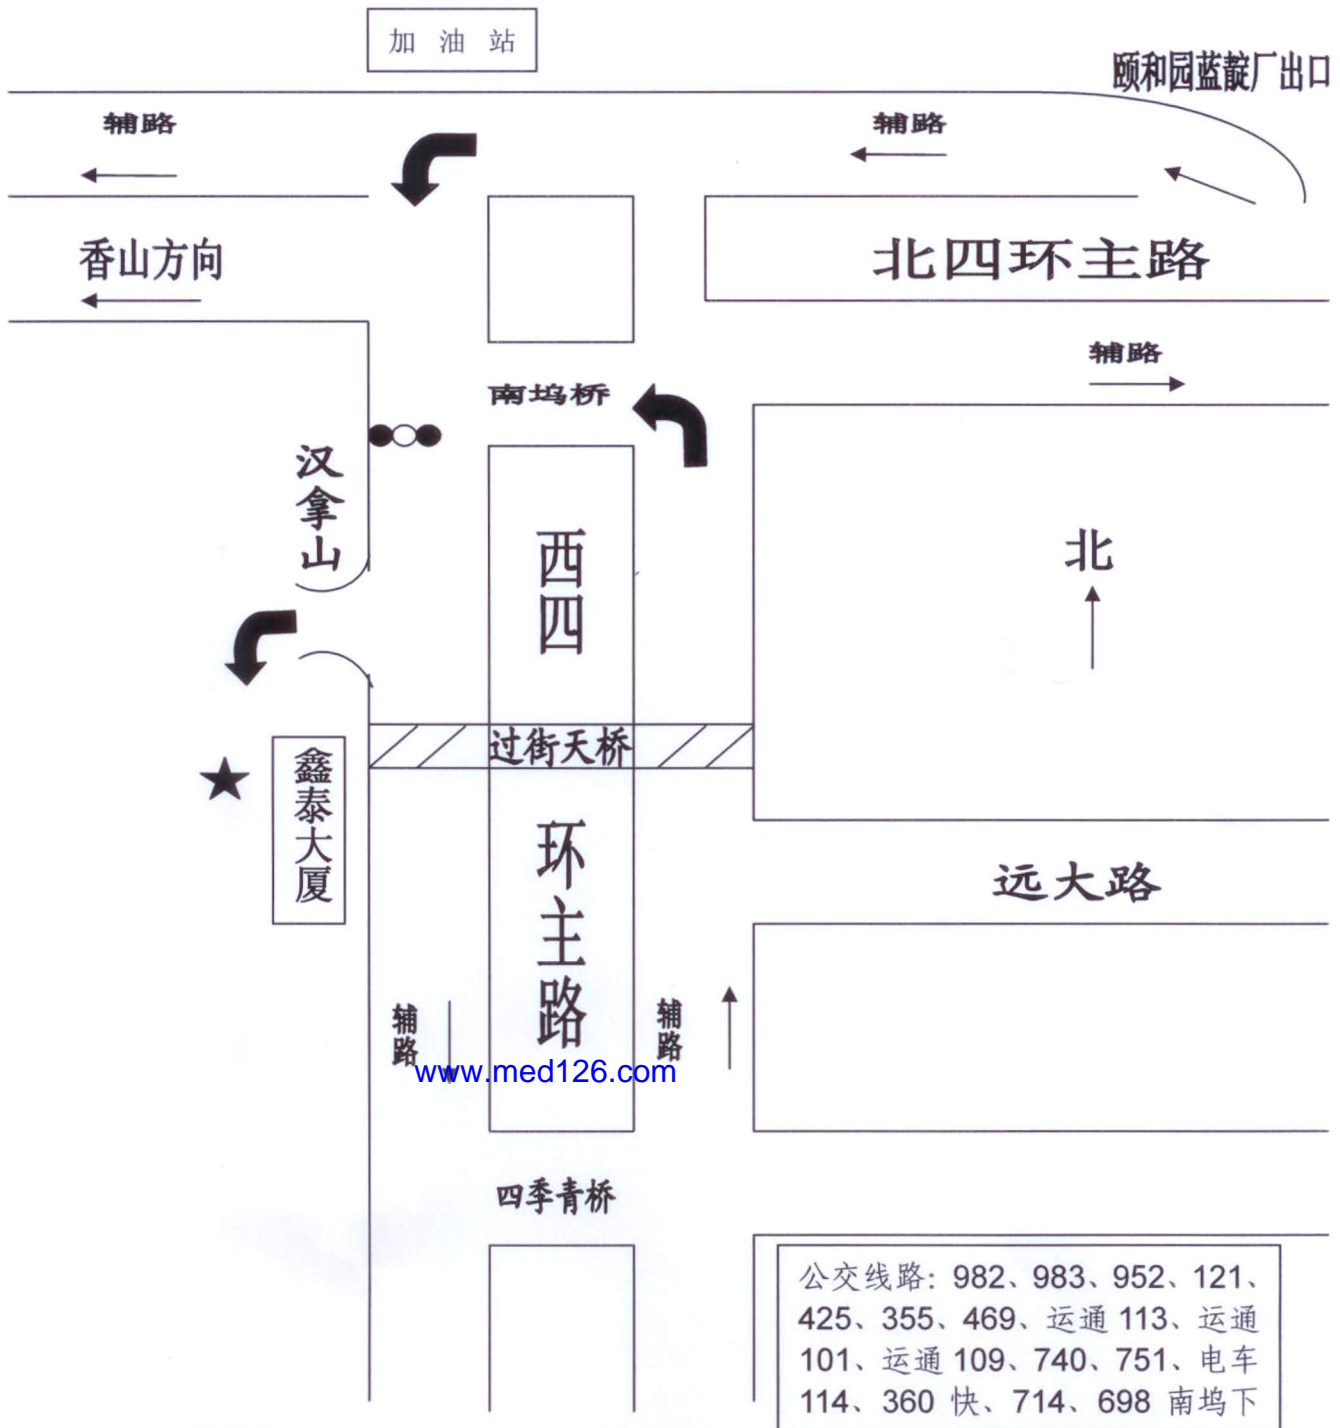 加 油 站
颐和园蓝靛厂出口
辅路
辅路
香山方向
北四环主路
辅路
南坞桥
汉拿山
西四
北
过街天桥
鑫泰大厦
环主路
远大路
辅路
辅路
www.med126.com
四季青桥
公交线路: 982、983、952、121、
425、355、469、运通 113、运通
101、运通 109、740、751、电车
114、360 快、714、698 南坞下